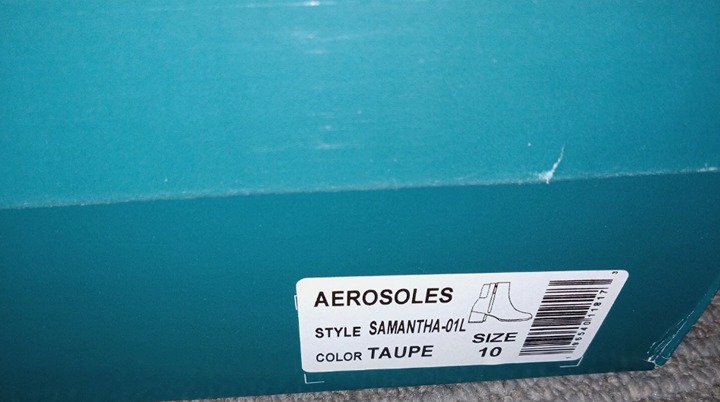 AEROSOLES
STYLE SAMANTHA-01L
SIZE
COLOR TAUPE 10